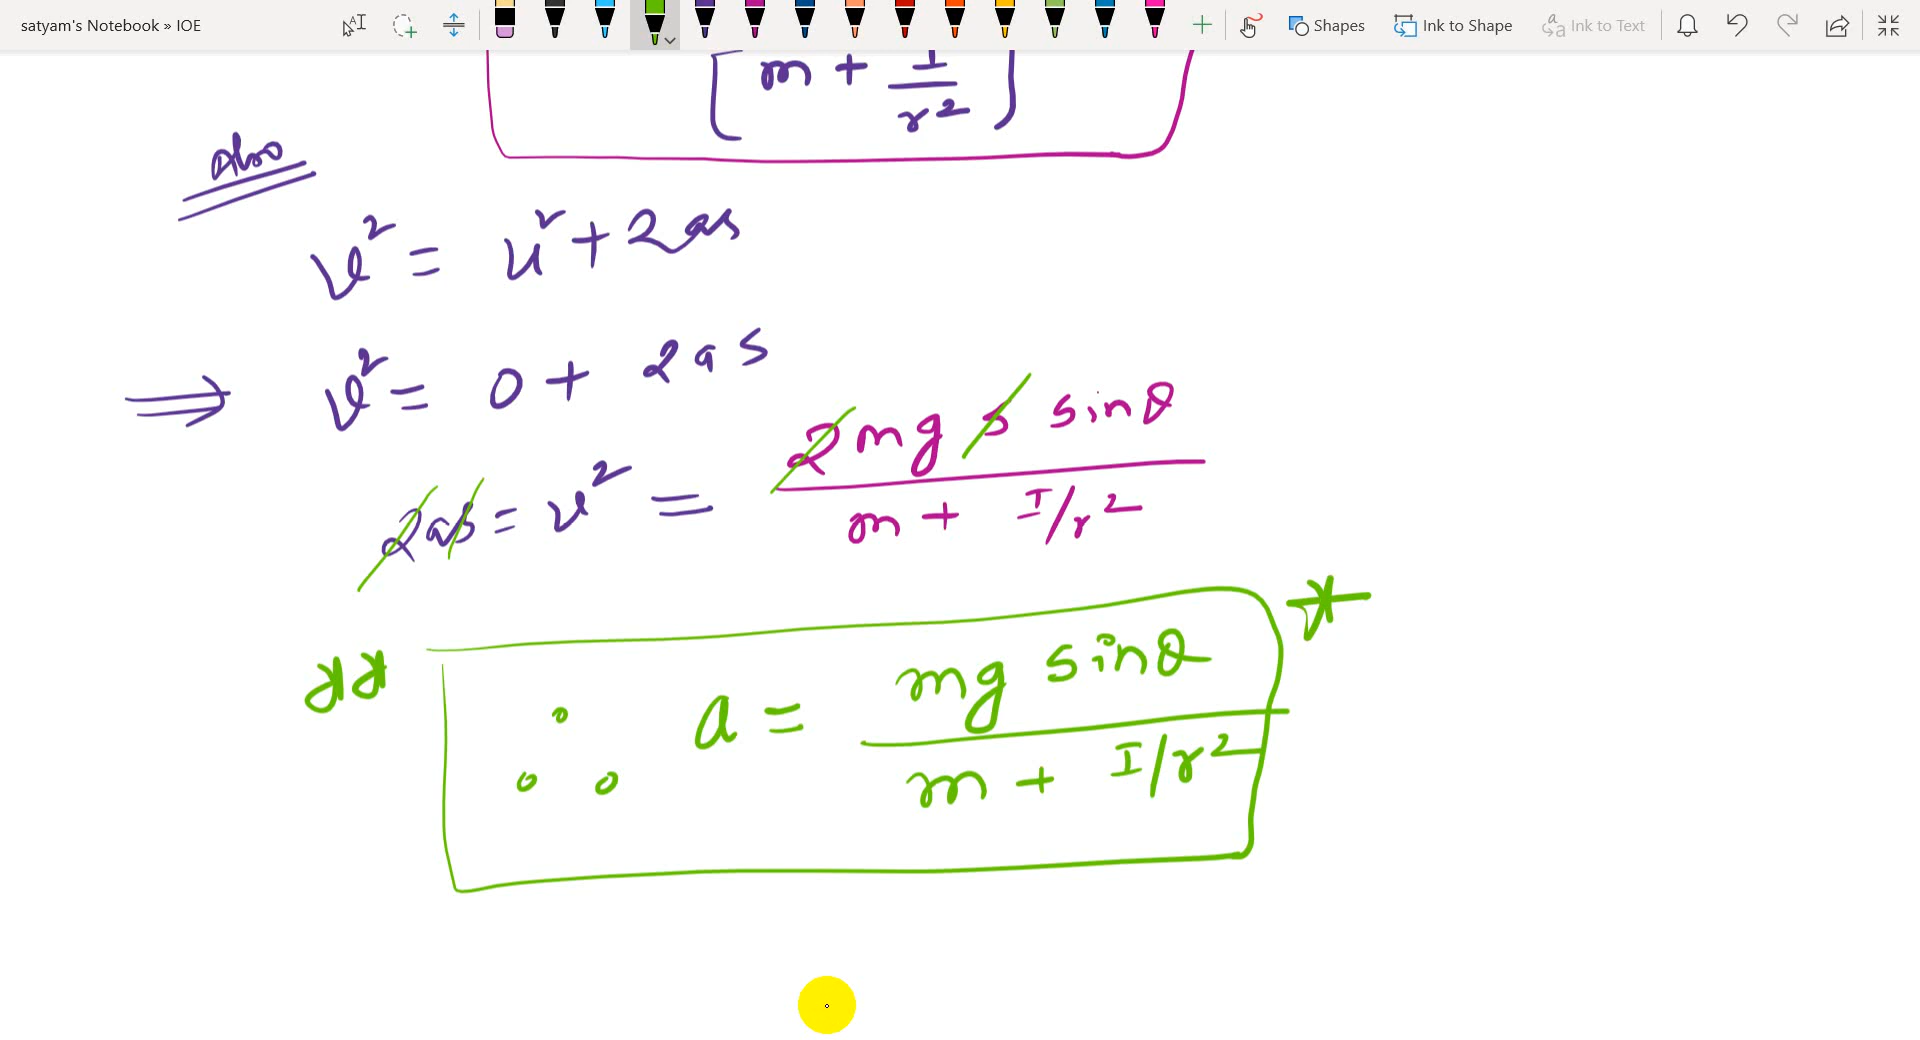 satyam's Notebook » IOE
Shapes
Ink to Shape
Ink to Text
[m + I/r²]
Also
v² = u² + 2as
⟹ v² = 0 + 2as
2as = v² = 2mg s sinθ / m + I/r²
∴ a = mg sinθ / m + I/r²